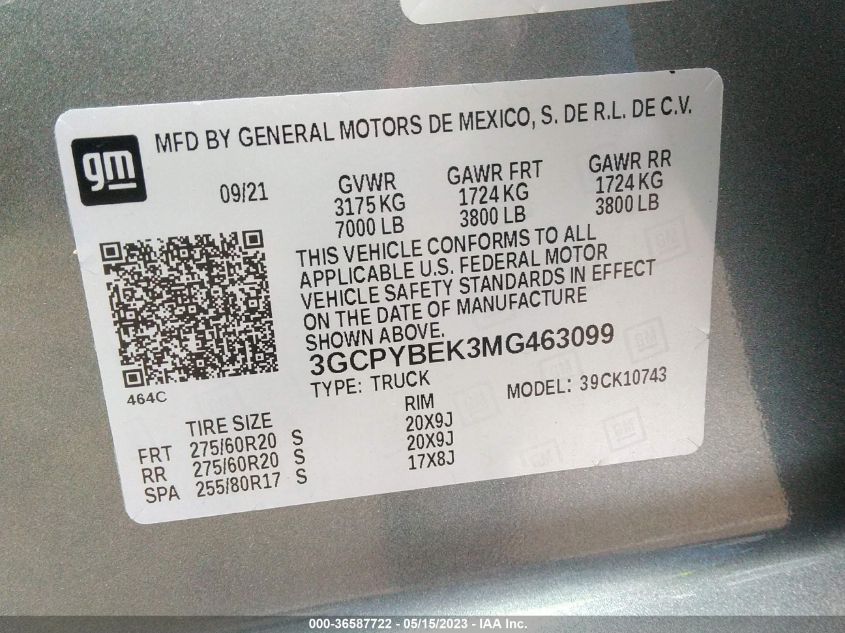 gm
MFD BY GENERAL MOTORS DE MEXICO, S. DE R.L. DE C.V.
09/21
GVWR GAWR FRT GAWR RR
3175 KG 1724 KG 1724 KG
7000 LB 3800 LB 3800 LB
THIS VEHICLE CONFORMS TO ALL
APPLICABLE U.S. FEDERAL MOTOR
VEHICLE SAFETY STANDARDS IN EFFECT
ON THE DATE OF MANUFACTURE
SHOWN ABOVE.
3GCPYBEK3MG463099
TYPE: TRUCK MODEL: 39CK10743
464C
TIRE SIZE RIM
FRT 275/60R20 S 20X9J
RR 275/60R20 S 20X9J
SPA 255/80R17 S 17X8J
000-36587722 - 05/15/2023 - © IAA Inc.